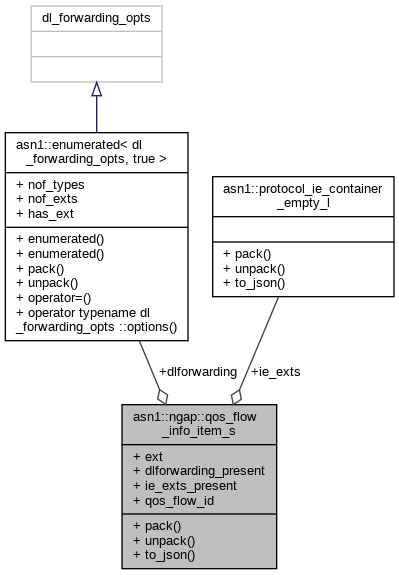 dl_forwarding_opts
asn1::enumerated< dl
_forwarding_opts, true >
+ nof_types
+ nof_exts
+ has_ext
+ enumerated()
+ enumerated()
+ pack()
+ unpack()
+ operator=()
+ operator typename dl
_forwarding_opts ::options()
asn1::protocol_ie_container
_empty_l
+ pack()
+ unpack()
+ to_json()
+dlforwarding
+ie_exts
asn1::ngap::qos_flow
_info_item_s
+ ext
+ dlforwarding_present
+ ie_exts_present
+ qos_flow_id
+ pack()
+ unpack()
+ to_json()